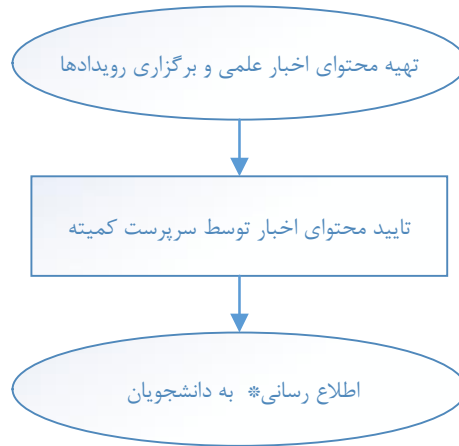 تهیه محتوای اخبار علمی و برگزاری رویدادها
تایید محتوای اخبار توسط سرپرست کمیته
اطلاع رسانی* به دانشجویان